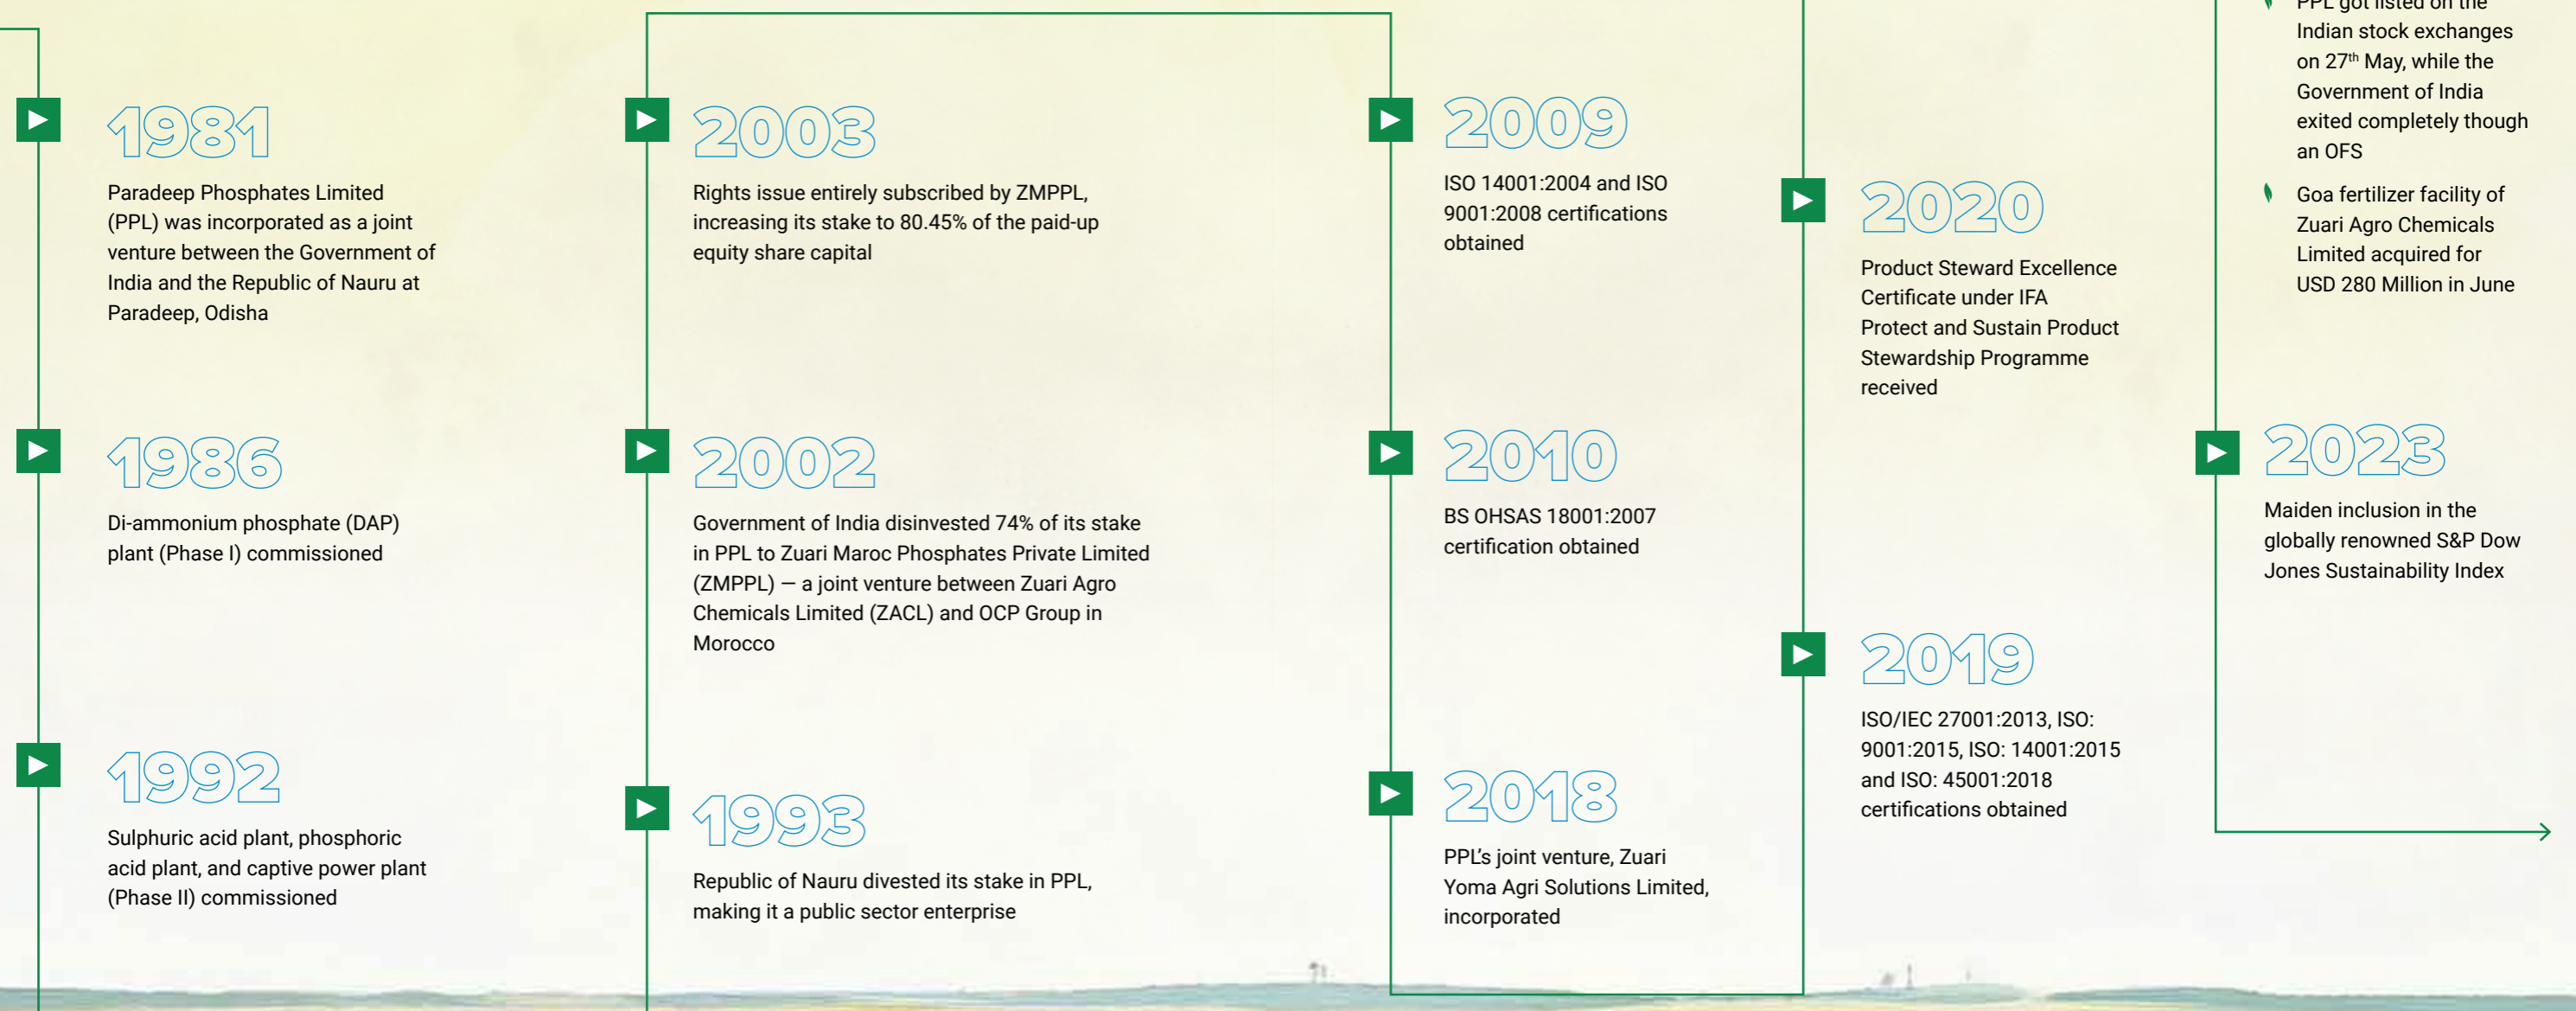 1981
Paradeep Phosphates Limited
(PPL) was incorporated as a joint
venture between the Government of
India and the Republic of Nauru at
Paradeep, Odisha
1986
Di-ammonium phosphate (DAP)
plant (Phase I) commissioned
1992
Sulphuric acid plant, phosphoric
acid plant, and captive power plant
(Phase II) commissioned
2003
Rights issue entirely subscribed by ZMPPL,
increasing its stake to 80.45% of the paid-up
equity share capital
2002
Government of India disinvested 74% of its stake
in PPL to Zuari Maroc Phosphates Private Limited
(ZMPPL) — a joint venture between Zuari Agro
Chemicals Limited (ZACL) and OCP Group in
Morocco
1993
Republic of Nauru divested its stake in PPL,
making it a public sector enterprise
2009
ISO 14001:2004 and ISO
9001:2008 certifications
obtained
2010
BS OHSAS 18001:2007
certification obtained
2018
PPL's joint venture, Zuari
Yoma Agri Solutions Limited,
incorporated
2020
Product Steward Excellence
Certificate under IFA
Protect and Sustain Product
Stewardship Programme
received
2019
ISO/IEC 27001:2013, ISO:
9001:2015, ISO: 14001:2015
and ISO: 45001:2018
certifications obtained
PPL got listed on the
Indian stock exchanges
on 27th May, while the
Government of India
exited completely though
an OFS
Goa fertilizer facility of
Zuari Agro Chemicals
Limited acquired for
USD 280 Million in June
2023
Maiden inclusion in the
globally renowned S&P Dow
Jones Sustainability Index